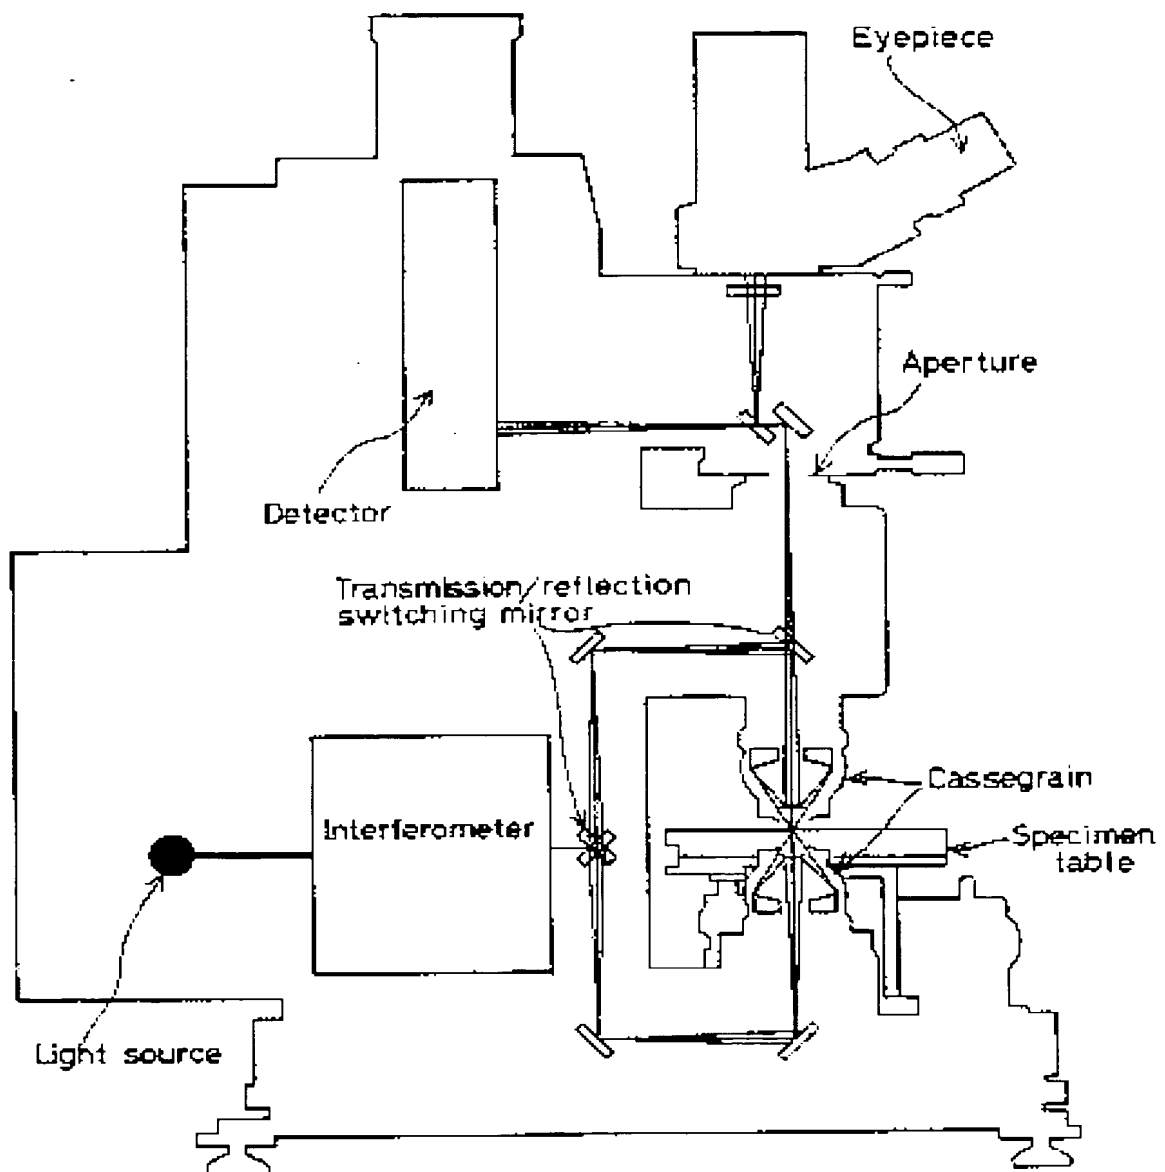 Eyepiece
Aperture
Detector
Transmission/reflection
switching mirror
Cassegrain
Interferometer
Specimen
table
Light source